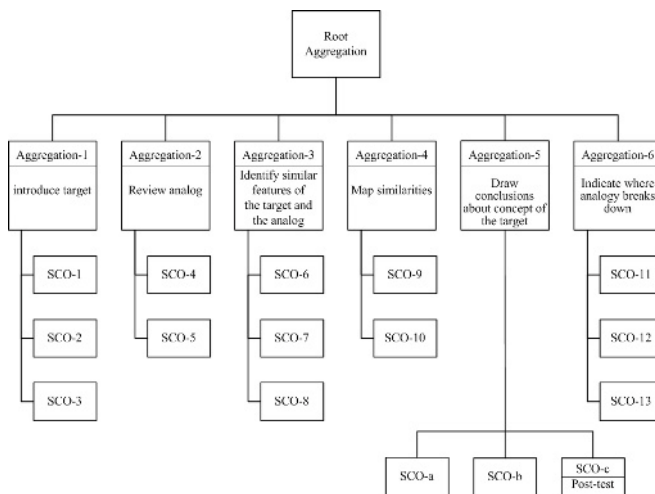 Root
Aggregation
Aggregation-1
introduce target
Aggregation-2
Review analog
Aggregation-3
Identify similar
features of
the target and
the analog
Aggregation-4
Map similarities
Aggregation-5
Draw
conclusions
about concept of
the target
Aggregation-6
Indicate where
analogy breaks
down
SCO-1
SCO-2
SCO-3
SCO-4
SCO-5
SCO-6
SCO-7
SCO-8
SCO-9
SCO-10
SCO-11
SCO-12
SCO-13
SCO-a
SCO-b
SCO-c
Post-test